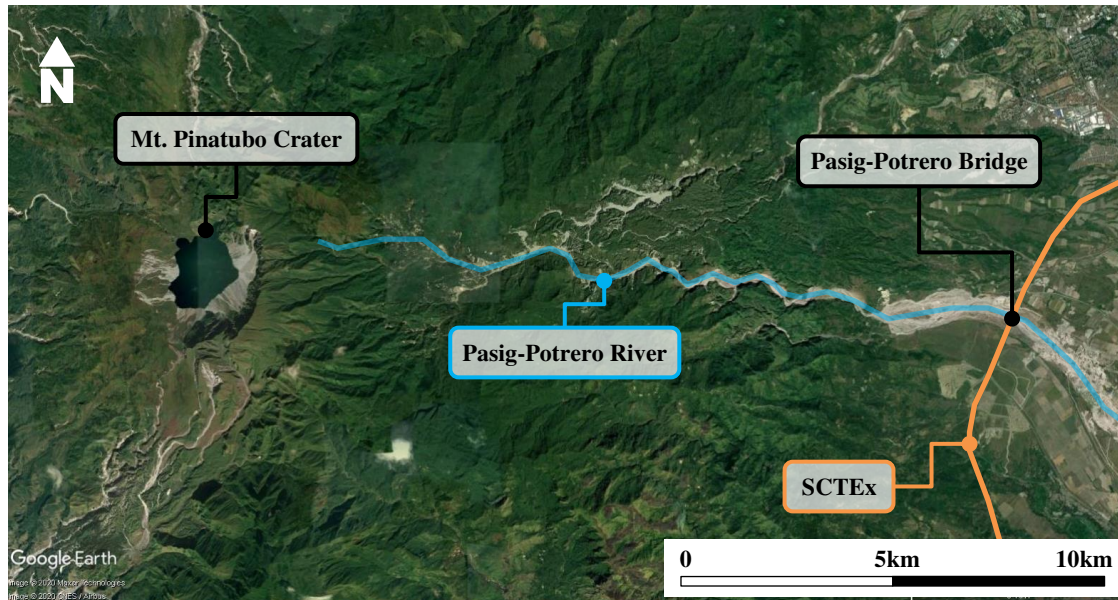 N
Mt. Pinatubo Crater
Pasig-Potrero Bridge
Pasig-Potrero River
SCTEx
Google Earth
Image © 2020 Maxar Technologies
Image © 2020 CNES / Airbus
0 5km 10km